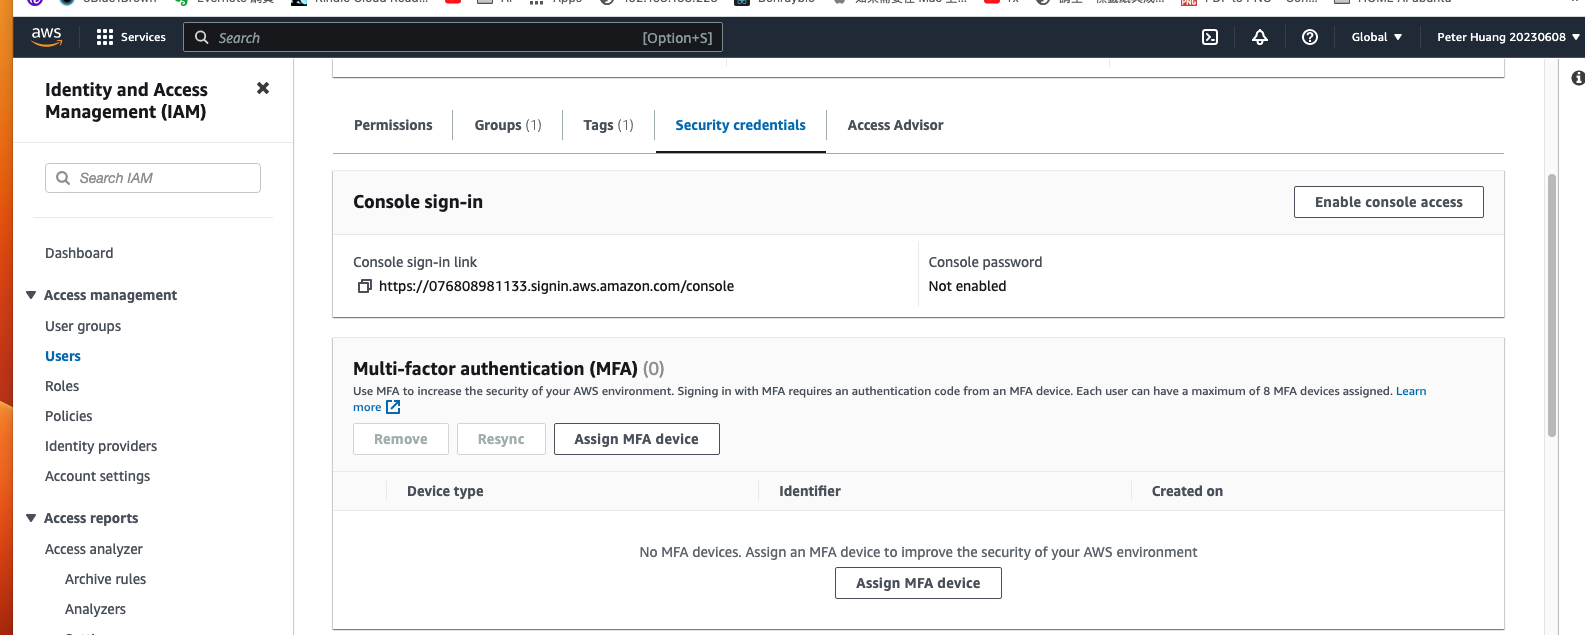 aws
Services
Search
[Option+S]
Global
Peter Huang 20230608
Identity and Access
Management (IAM)
Search IAM
Dashboard
Access management
User groups
Users
Roles
Policies
Identity providers
Account settings
Access reports
Access analyzer
Archive rules
Analyzers
Permissions
Groups (1)
Tags (1)
Security credentials
Access Advisor
Console sign-in
Enable console access
Console sign-in link
https://076808981133.signin.aws.amazon.com/console
Console password
Not enabled
Multi-factor authentication (MFA) (0)
Use MFA to increase the security of your AWS environment. Signing in with MFA requires an authentication code from an MFA device. Each user can have a maximum of 8 MFA devices assigned. Learn
more
Remove
Resync
Assign MFA device
Device type
Identifier
Created on
No MFA devices. Assign an MFA device to improve the security of your AWS environment
Assign MFA device